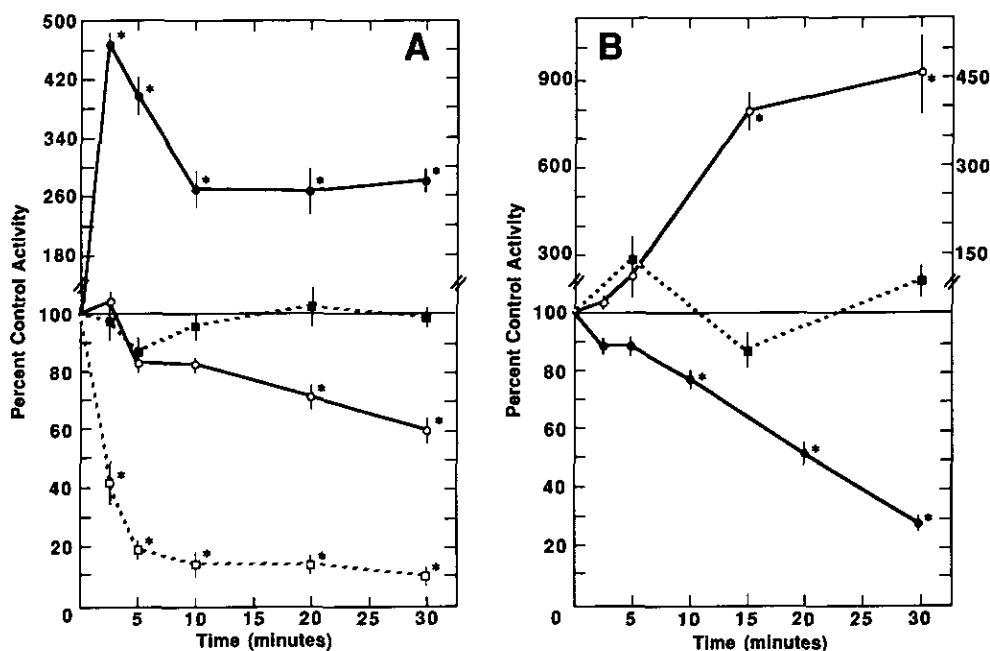 A
500
420
340
260
180
100
80
60
40
20
0
Percent Control Activity
0 5 10 15 20 25 30
Time (minutes)
* * * * *
* *
* * * * *
B
900
600
300
100
80
60
40
20
0
450
300
150
Percent Control Activity
5 10 15 20 25 30
Time (minutes)
* *
* * *